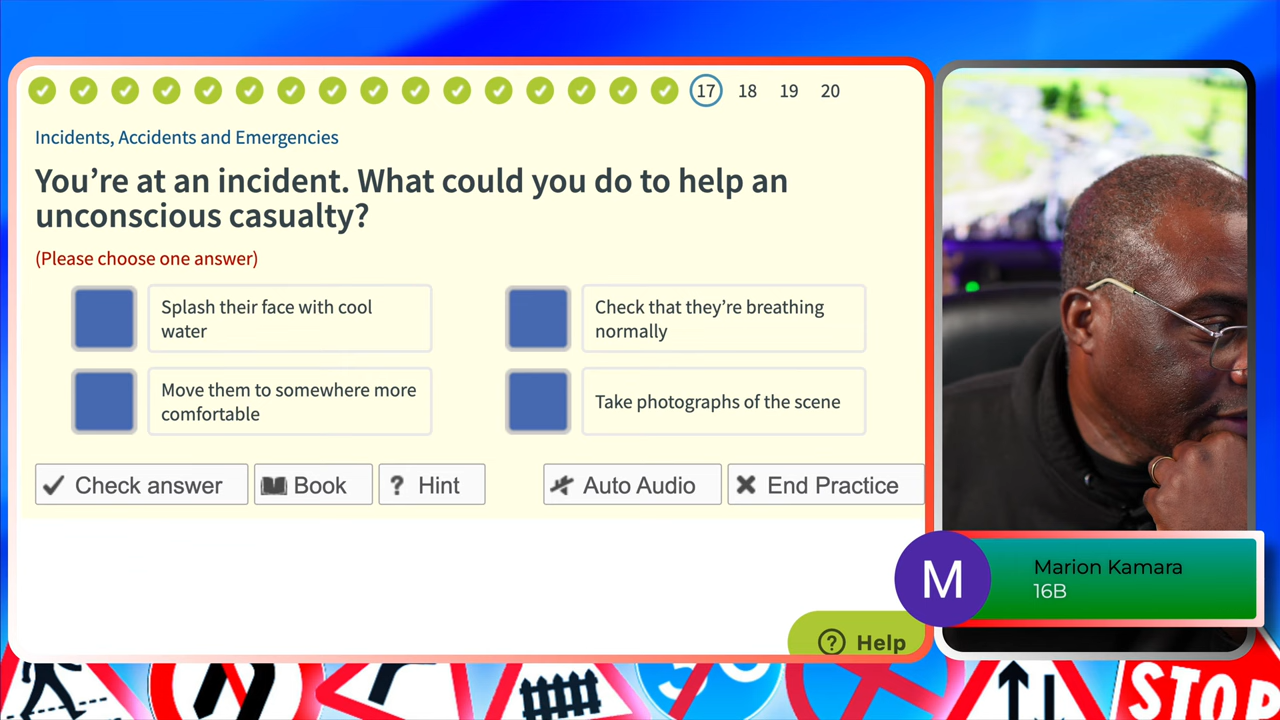 17 18 19 20
Incidents, Accidents and Emergencies
You're at an incident. What could you do to help an
unconscious casualty?
(Please choose one answer)
Splash their face with cool
water
Check that they're breathing
normally
Move them to somewhere more
comfortable
Take photographs of the scene
Check answer
Book
? Hint
Auto Audio
End Practice
M
Marion Kamara
16B
? Help
STOP